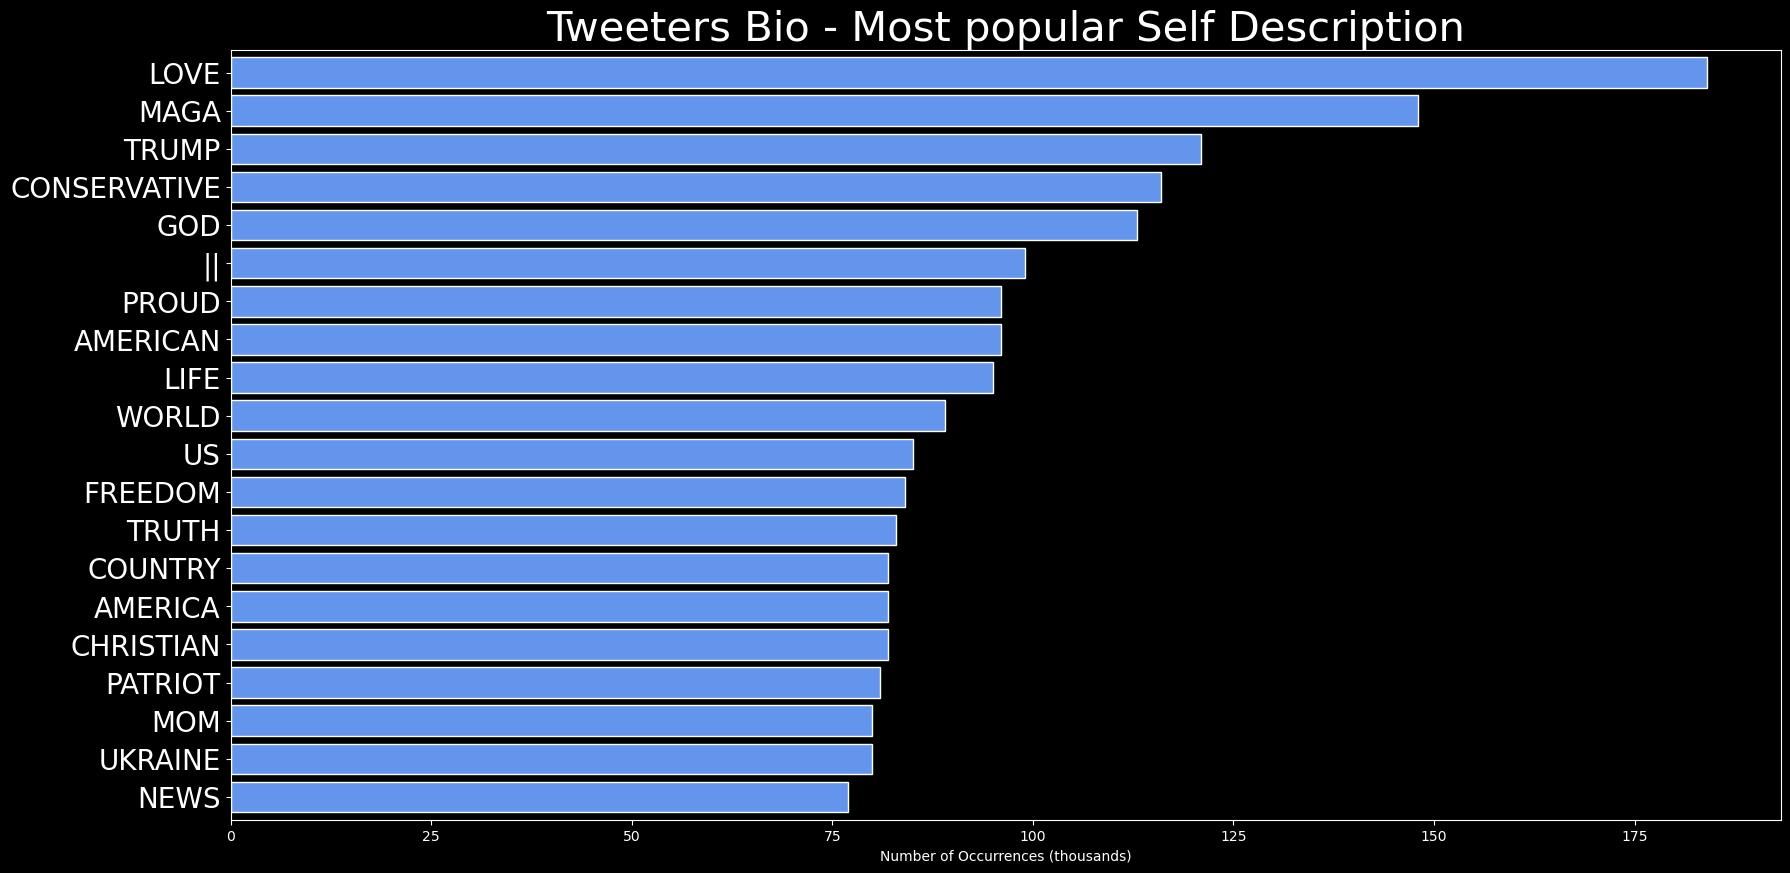 Tweeters Bio - Most popular Self Description
LOVE
MAGA
TRUMP
CONSERVATIVE
GOD
||
PROUD
AMERICAN
LIFE
WORLD
US
FREEDOM
TRUTH
COUNTRY
AMERICA
CHRISTIAN
PATRIOT
MOM
UKRAINE
NEWS
0 25 50 75 100 125 150 175
Number of Occurrences (thousands)